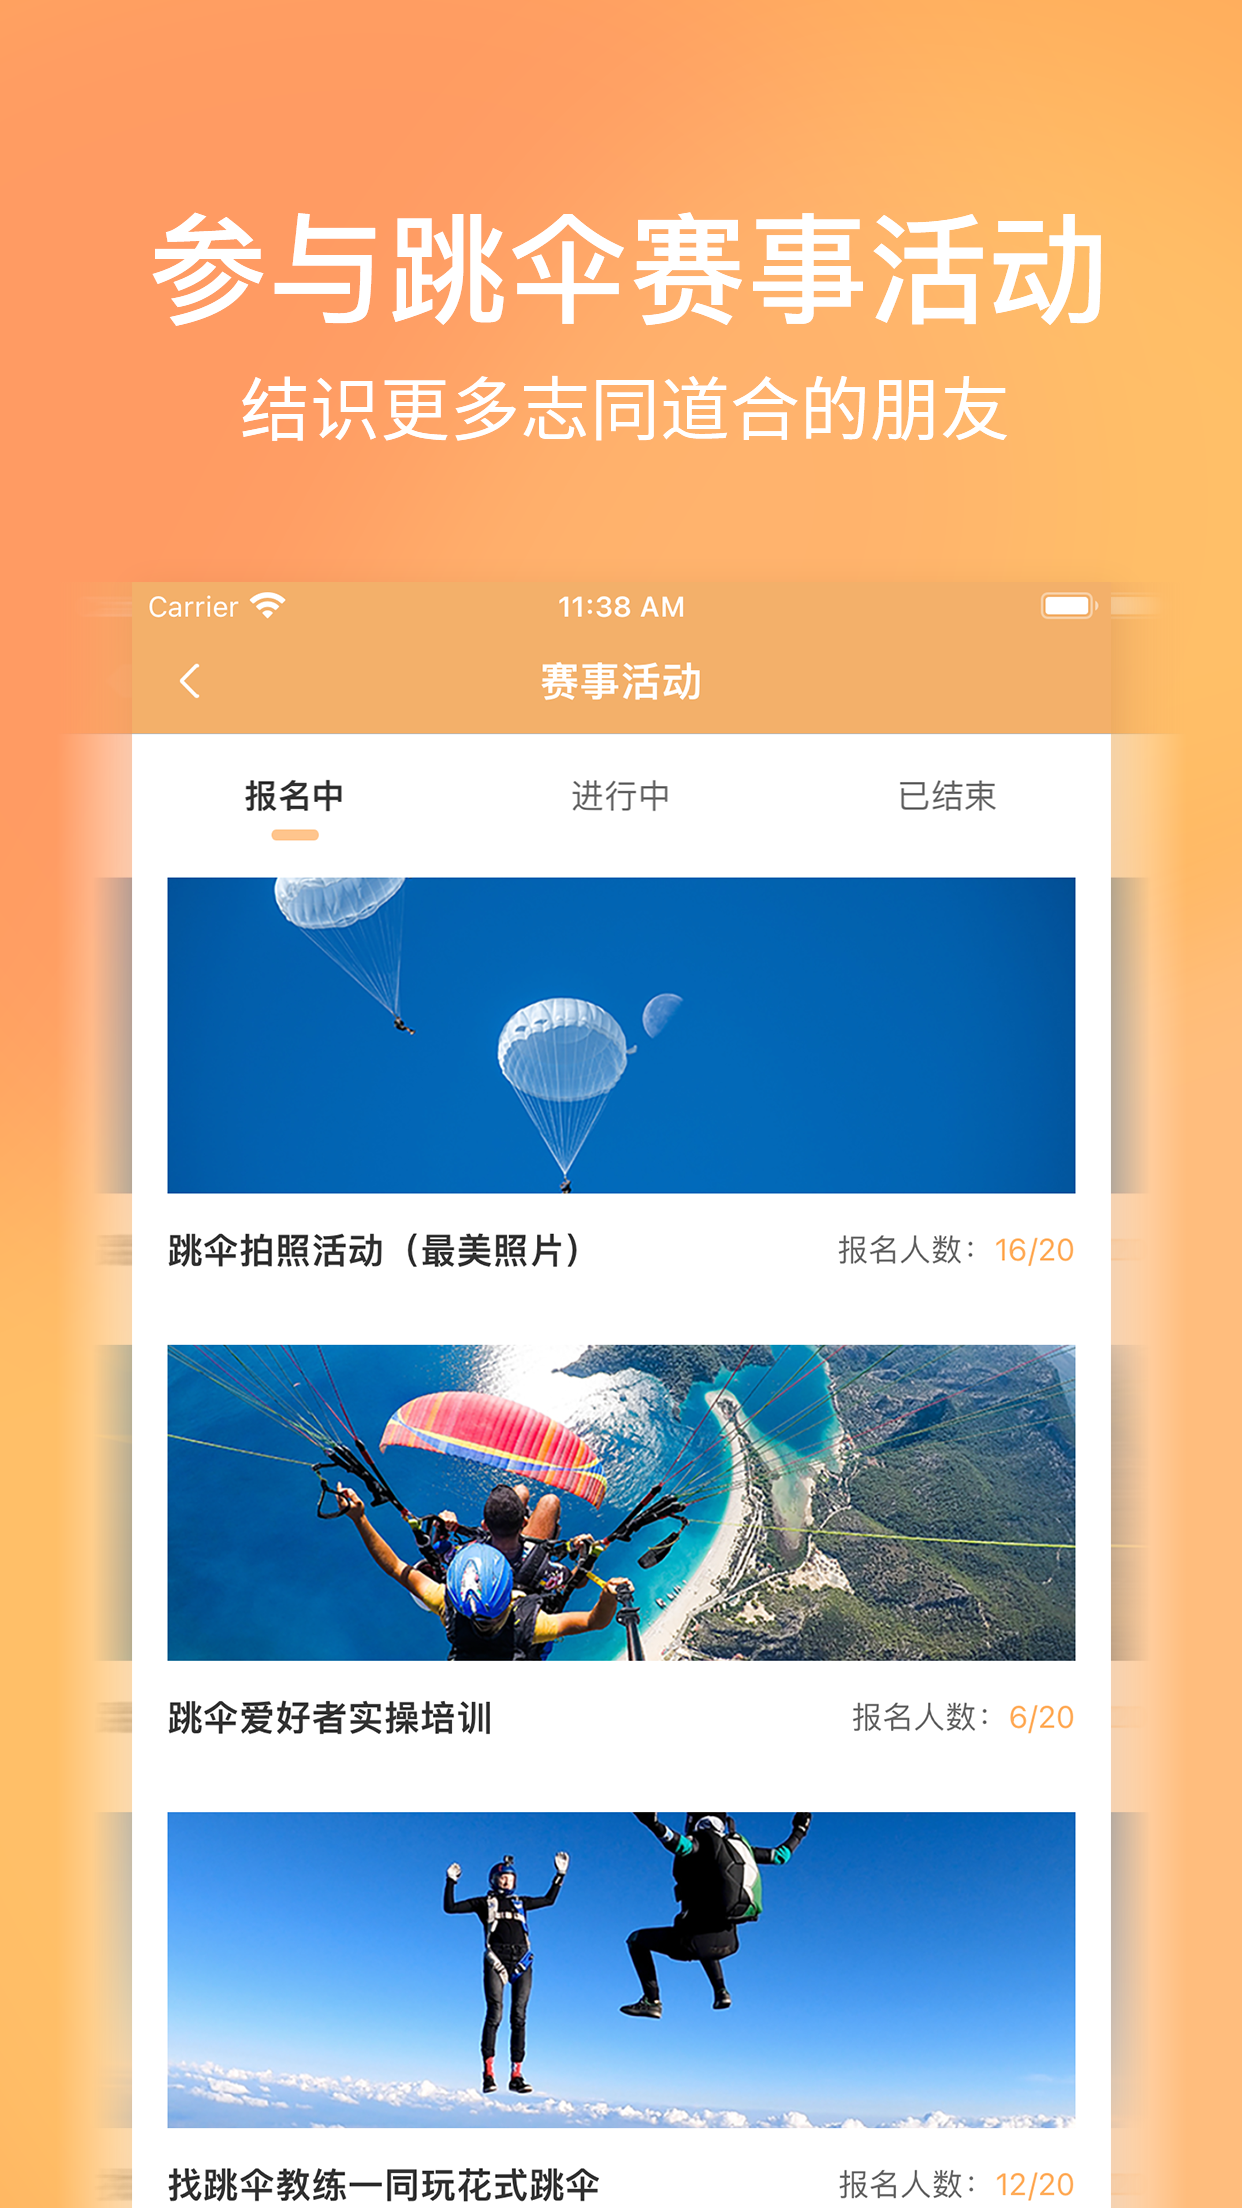 参与跳伞赛事活动
结识更多志同道合的朋友
Carrier 11:38 AM
赛事活动
报名中 进行中 已结束
跳伞拍照活动（最美照片） 报名人数：16/20
跳伞爱好者实操培训 报名人数：6/20
找跳伞教练一同玩花式跳伞 报名人数：12/20